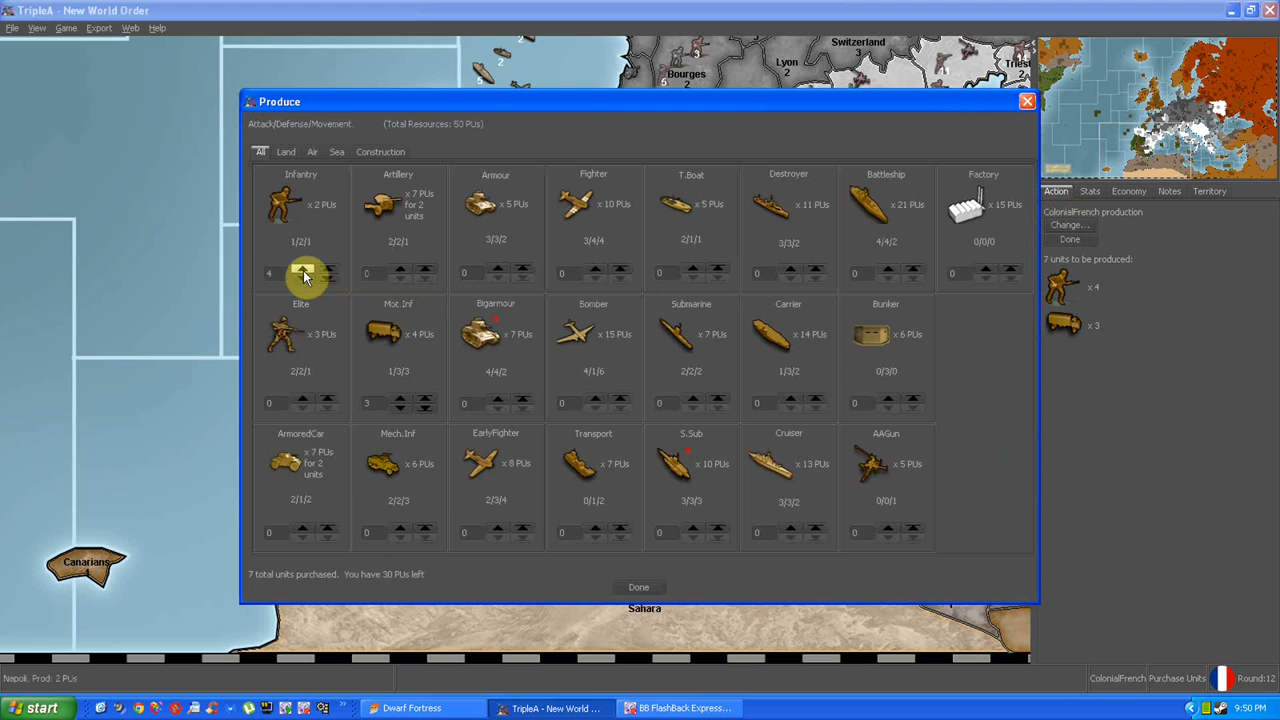 TripleA - New World Order
File View Game Export Web Help
Switzerland
3
2
Lyon
2
Bourges
5
5
Triest
2
Produce
Attack/Defense/Movement. (Total Resources: 50 PUs)
All Land Air Sea Construction
Infantry Artillery Armour Fighter T.Boat Destroyer Battleship Factory
x 2 PUs x 7 PUs for 2 units x 5 PUs x 10 PUs x 5 PUs x 11 PUs x 21 PUs x 15 PUs
1/2/1 2/2/1 3/3/2 3/4/4 2/1/1 3/3/2 4/4/2 0/0/0
4 0 0 0 0 0 0 0
Elite Mot.Inf Bigarmour Bomber Submarine Carrier Bunker
x 3 PUs x 4 PUs x 7 PUs x 15 PUs x 7 PUs x 14 PUs x 6 PUs
2/2/1 1/3/3 4/4/2 4/1/6 2/2/2 1/3/2 0/3/0
0 3 0 0 0 0 0
ArmoredCar Mech.Inf EarlyFighter Transport S.Sub Cruiser AAGun
x 7 PUs for 2 units x 6 PUs x 8 PUs x 7 PUs x 10 PUs x 13 PUs x 5 PUs
2/1/2 2/2/3 2/3/4 0/1/2 3/3/3 3/3/2 0/0/1
0 0 0 0 0 0 0
7 total units purchased. You have 30 PUs left
Done
Action Stats Economy Notes Territory
ColonialFrench production
Change...
Done
7 units to be produced:
x 4
x 3
Canarians
1
Sahara
Napoli, Prod: 2 PUs
ColonialFrench Purchase Units Round:12
start
Dwarf Fortress
TripleA - New World ...
BB FlashBack Express...
9:50 PM